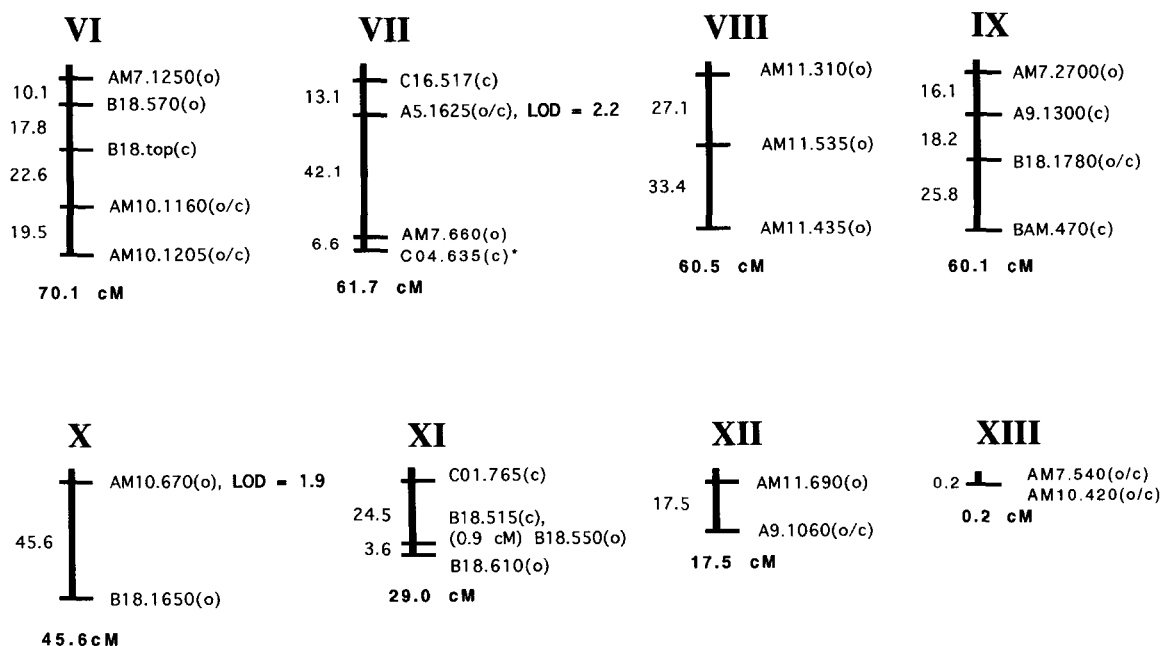 VI
10.1
17.8
22.6
19.5
AM7.1250(o)
B18.570(o)
B18.top(c)
AM10.1160(o/c)
AM10.1205(o/c)
70.1 cM
VII
13.1
42.1
6.6
C16.517(c)
A5.1625(o/c), LOD = 2.2
AM7.660(o)
C04.635(c)*
61.7 cM
VIII
27.1
33.4
AM11.310(o)
AM11.535(o)
AM11.435(o)
60.5 cM
IX
16.1
18.2
25.8
AM7.2700(o)
A9.1300(c)
B18.1780(o/c)
BAM.470(c)
60.1 cM
X
45.6
AM10.670(o), LOD = 1.9
B18.1650(o)
45.6cM
XI
24.5
3.6
C01.765(c)
B18.515(c),
(0.9 cM) B18.550(o)
B18.610(o)
29.0 cM
XII
17.5
AM11.690(o)
A9.1060(o/c)
17.5 cM
XIII
0.2
AM7.540(o/c)
AM10.420(o/c)
0.2 cM